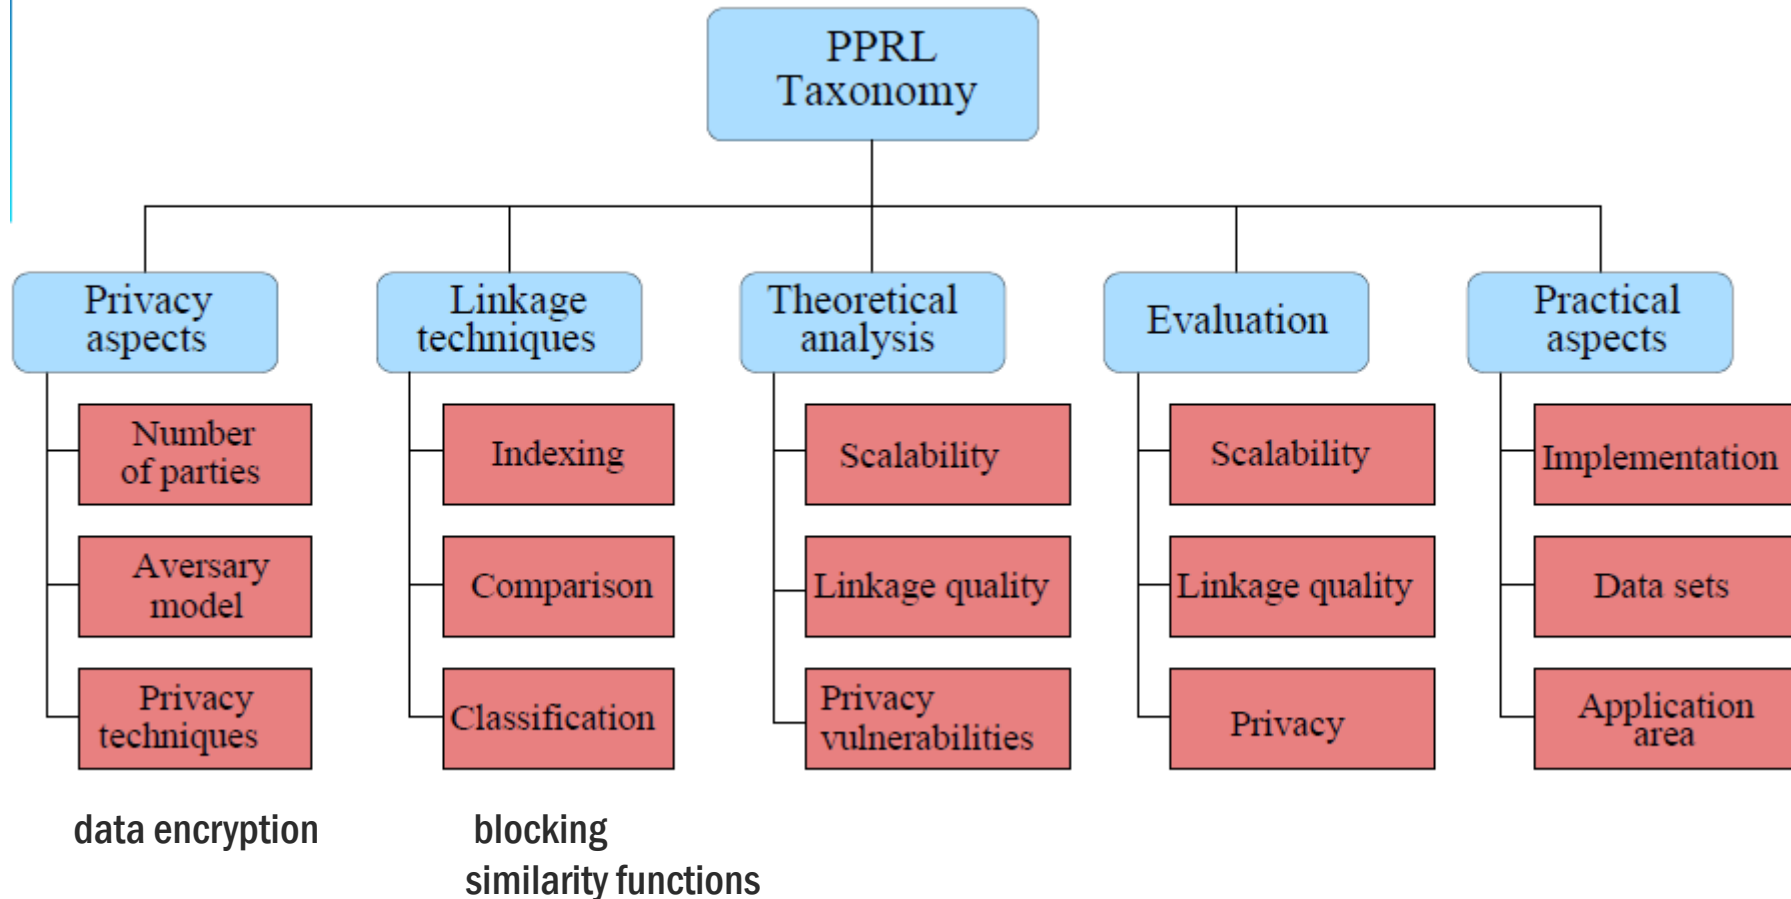 PPRL
Taxonomy
Privacy
aspects
Linkage
techniques
Theoretical
analysis
Evaluation
Practical
aspects
Number
of parties
Aversary
model
Privacy
techniques
Indexing
Comparison
Classification
Scalability
Linkage quality
Privacy
vulnerabilities
Scalability
Linkage quality
Privacy
Implementation
Data sets
Application
area
data encryption
blocking
similarity functions